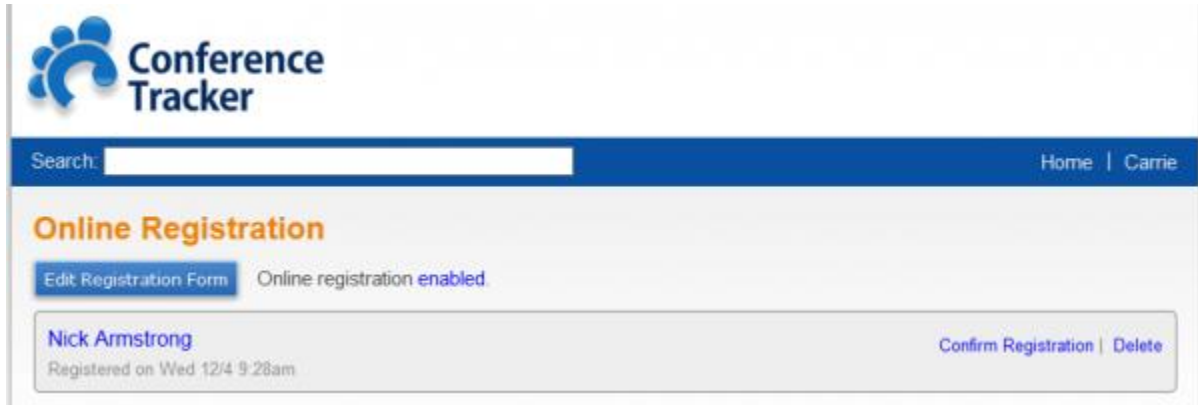 Conference
Tracker
Search:
Home | Carrie
Online Registration
Edit Registration Form Online registration enabled.
Nick Armstrong
Confirm Registration | Delete
Registered on Wed 12/4 9:28am